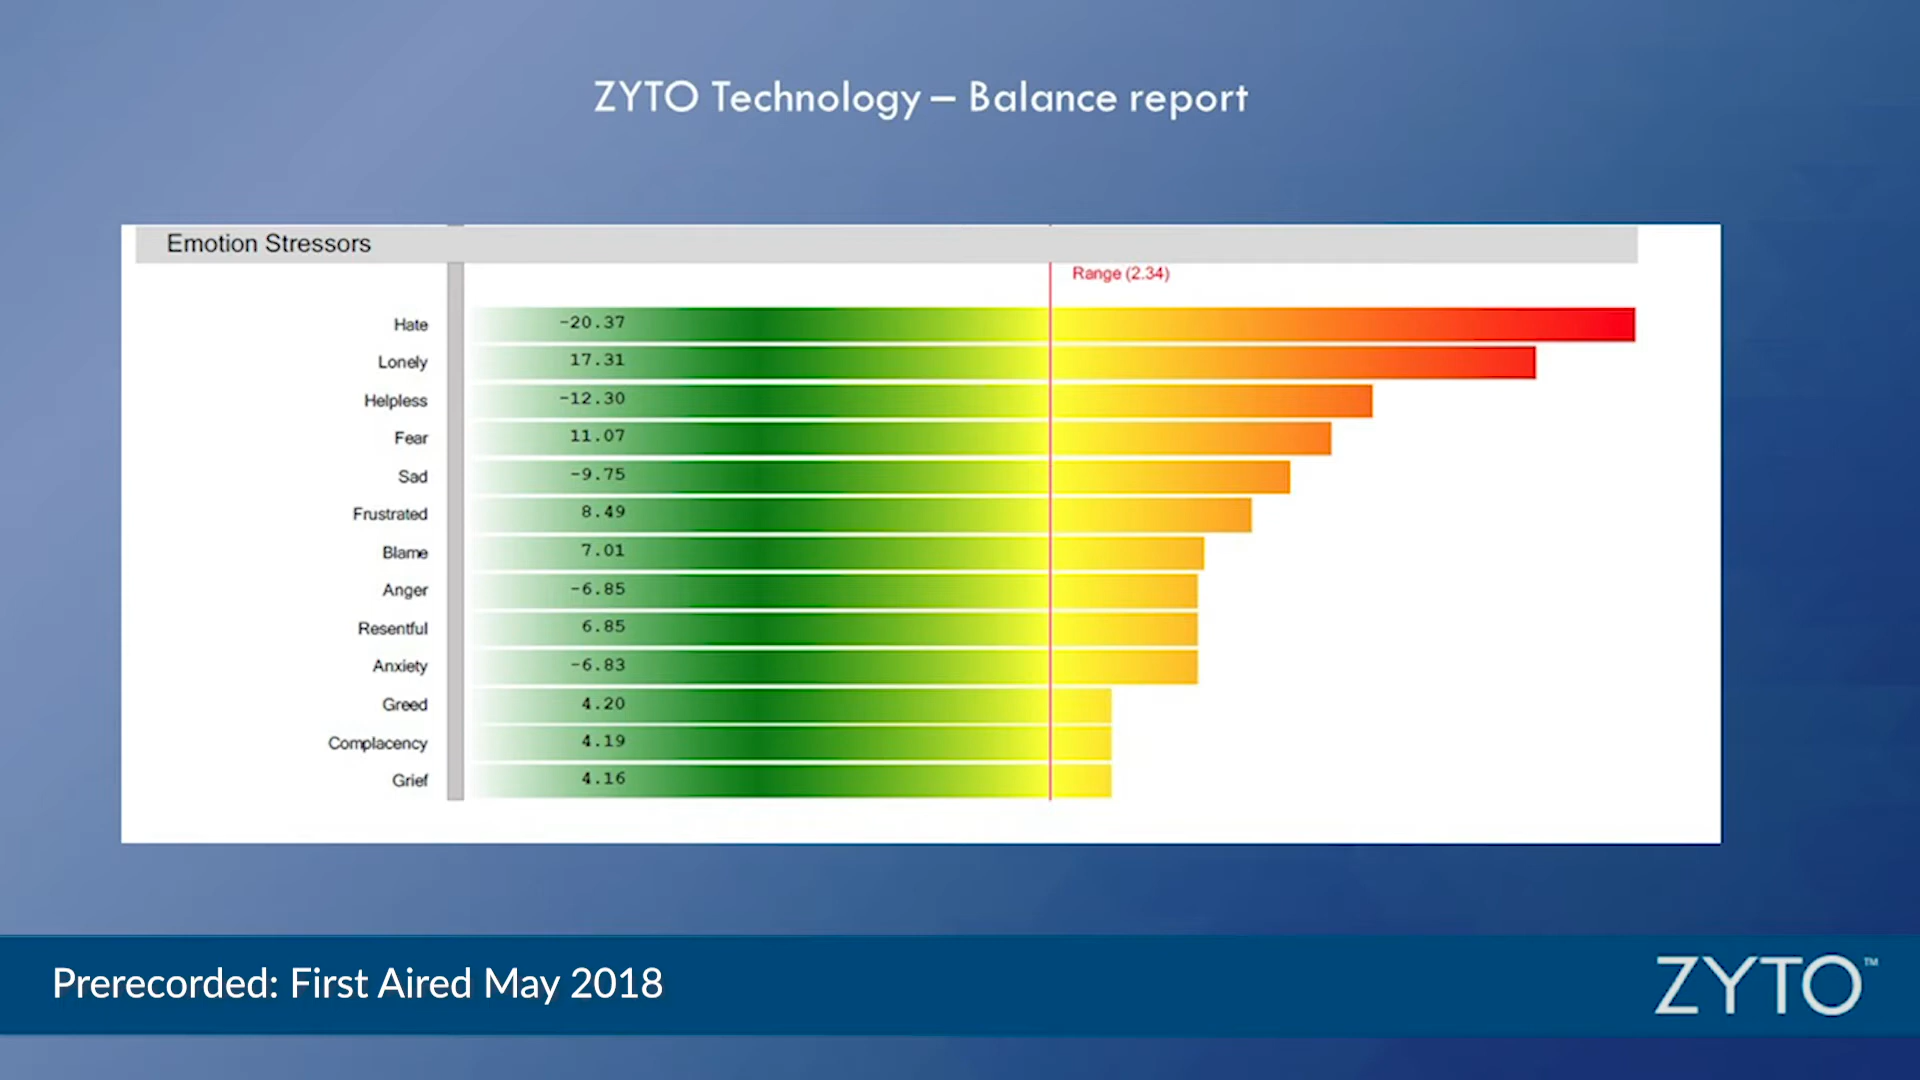 ZYTO Technology – Balance report
Emotion Stressors
Range (2.34)
Hate -20.37
Lonely 17.31
Helpless -12.30
Fear 11.07
Sad -9.75
Frustrated 8.49
Blame 7.01
Anger -6.85
Resentful 6.85
Anxiety -6.83
Greed 4.20
Complacency 4.19
Grief 4.16
Prerecorded: First Aired May 2018
ZYTO™